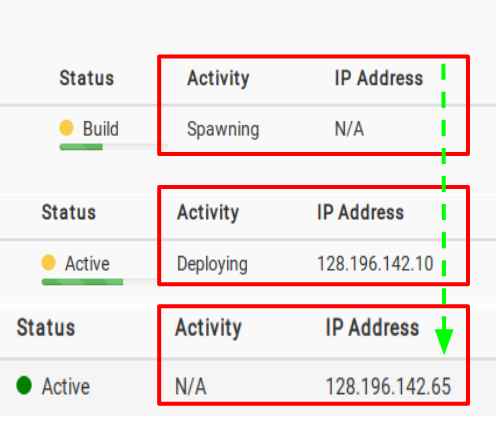 Status Activity IP Address
Build Spawning N/A
Status Activity IP Address
Active Deploying 128.196.142.10
Status Activity IP Address
Active N/A 128.196.142.65